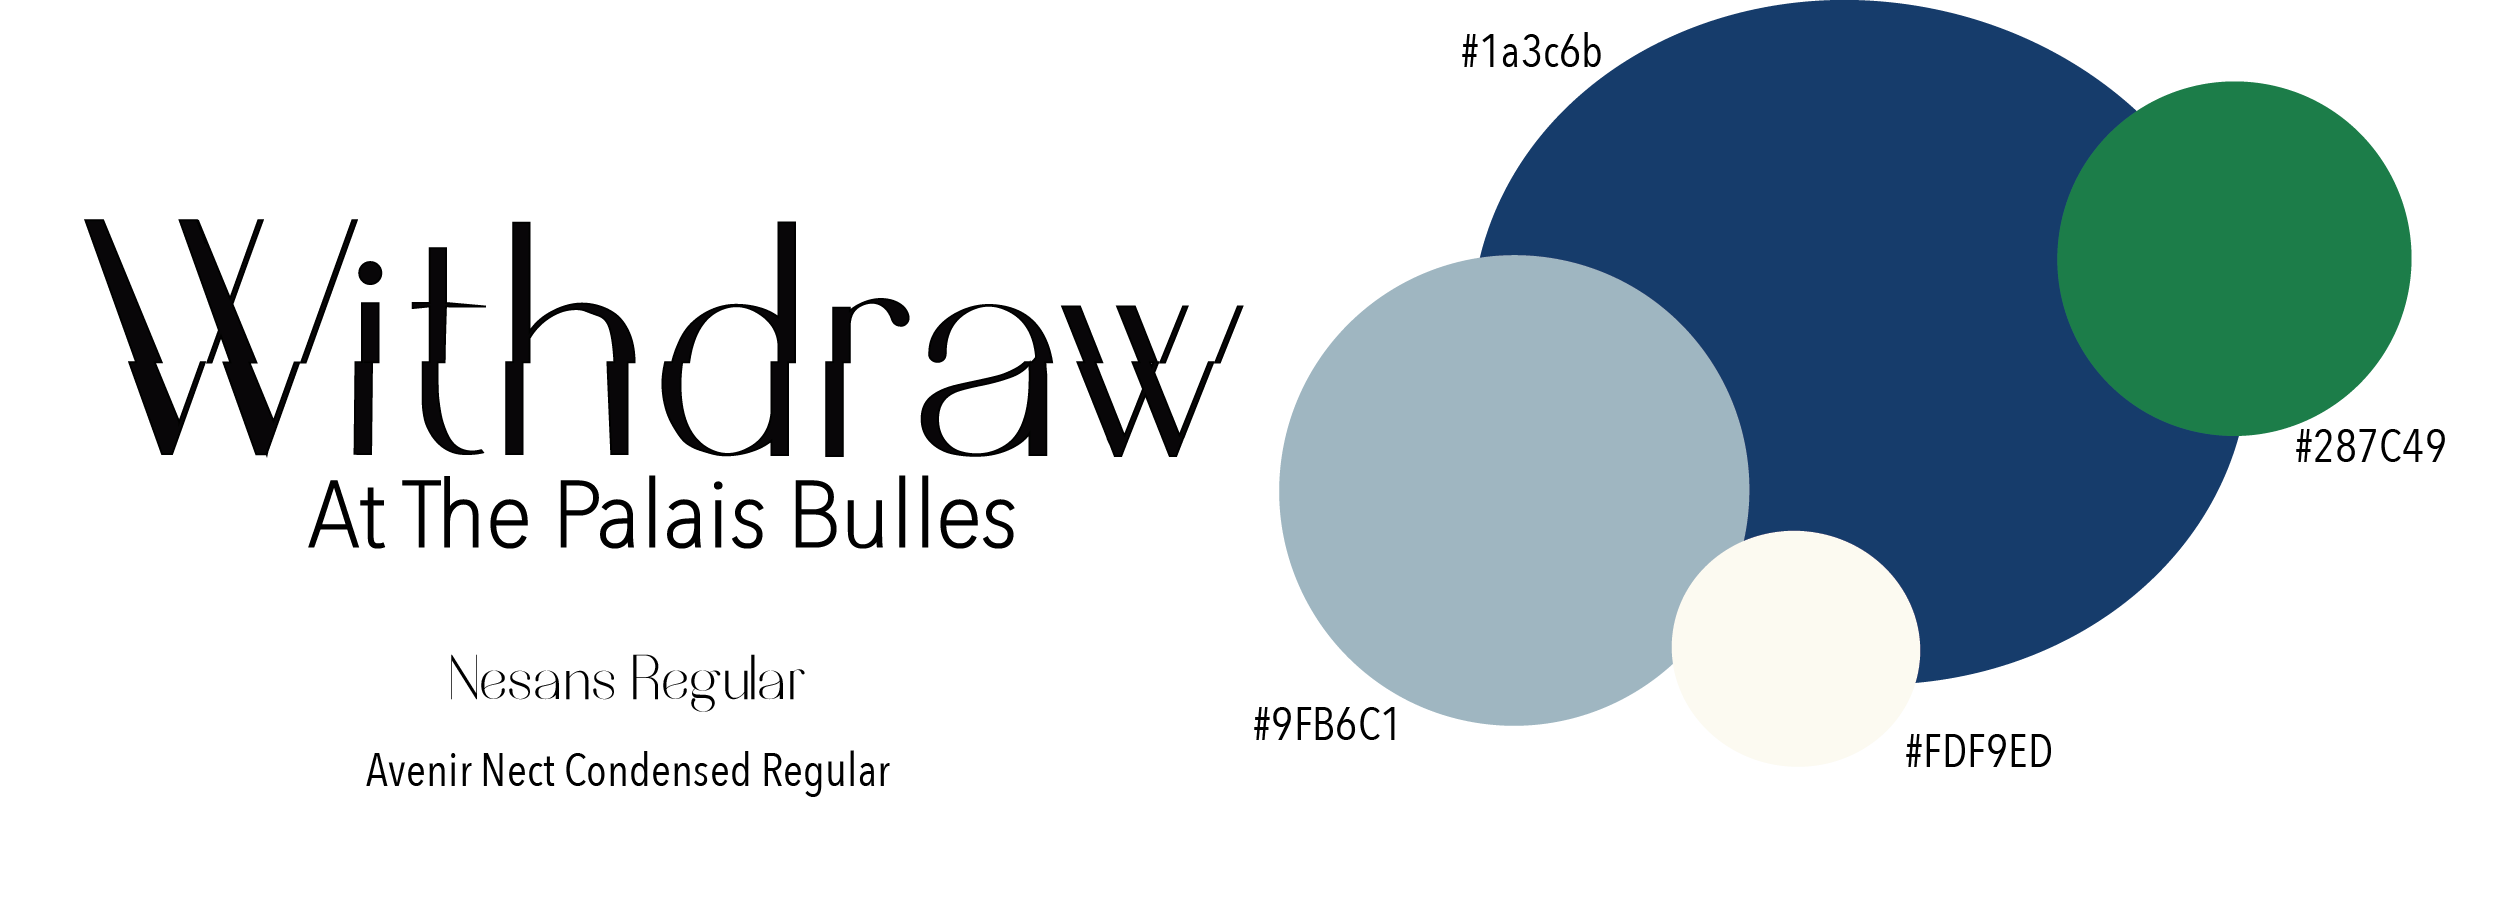 Withdraw
At The Palais Bulles
Nesans Regular
Avenir Nect Condensed Regular
#1a3c6b
#287C49
#9FB6C1
#FDF9ED